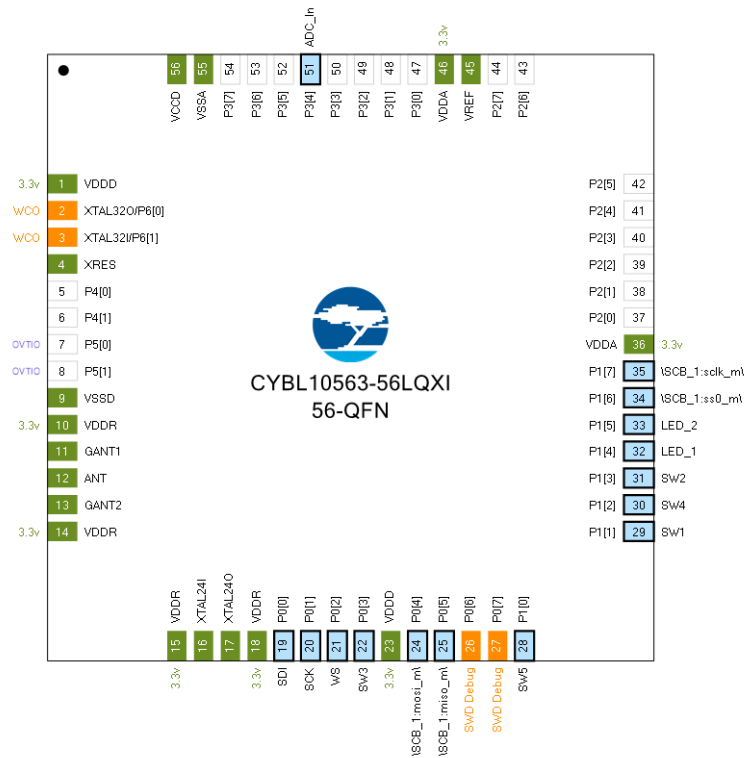 ADC_In
3.3v
56 55 54 53 52 51 50 49 48 47 46 45 44 43
VCCD VSSA P3[7] P3[6] P3[5] P3[4] P3[3] P3[2] P3[1] P3[0] VDDA VREF P2[7] P2[6]
3.3v 1 VDDD
WCO 2 XTAL32O/P6[0]
WCO 3 XTAL32I/P6[1]
4 XRES
5 P4[0]
6 P4[1]
OVTIO 7 P5[0]
OVTIO 8 P5[1]
9 VSSD
3.3v 10 VDDR
11 GANT1
12 ANT
13 GANT2
3.3v 14 VDDR
CYBL10563-56LQXI
56-QFN
P2[5] 42
P2[4] 41
P2[3] 40
P2[2] 39
P2[1] 38
P2[0] 37
VDDA 36 3.3v
P1[7] 35 \SCB_1:sclk_m\
P1[6] 34 \SCB_1:ss0_m\
P1[5] 33 LED_2
P1[4] 32 LED_1
P1[3] 31 SW2
P1[2] 30 SW4
P1[1] 29 SW1
VDDR XTAL24I XTAL24O VDDR P0[0] P0[1] P0[2] P0[3] VDDD P0[4] P0[5] P0[6] P0[7] P1[0]
15 16 17 18 19 20 21 22 23 24 25 26 27 28
3.3v 3.3v SDI SCK WS SW3 3.3v \SCB_1:mosi_m\ \SCB_1:miso_m\ SWD Debug SWD Debug SW5